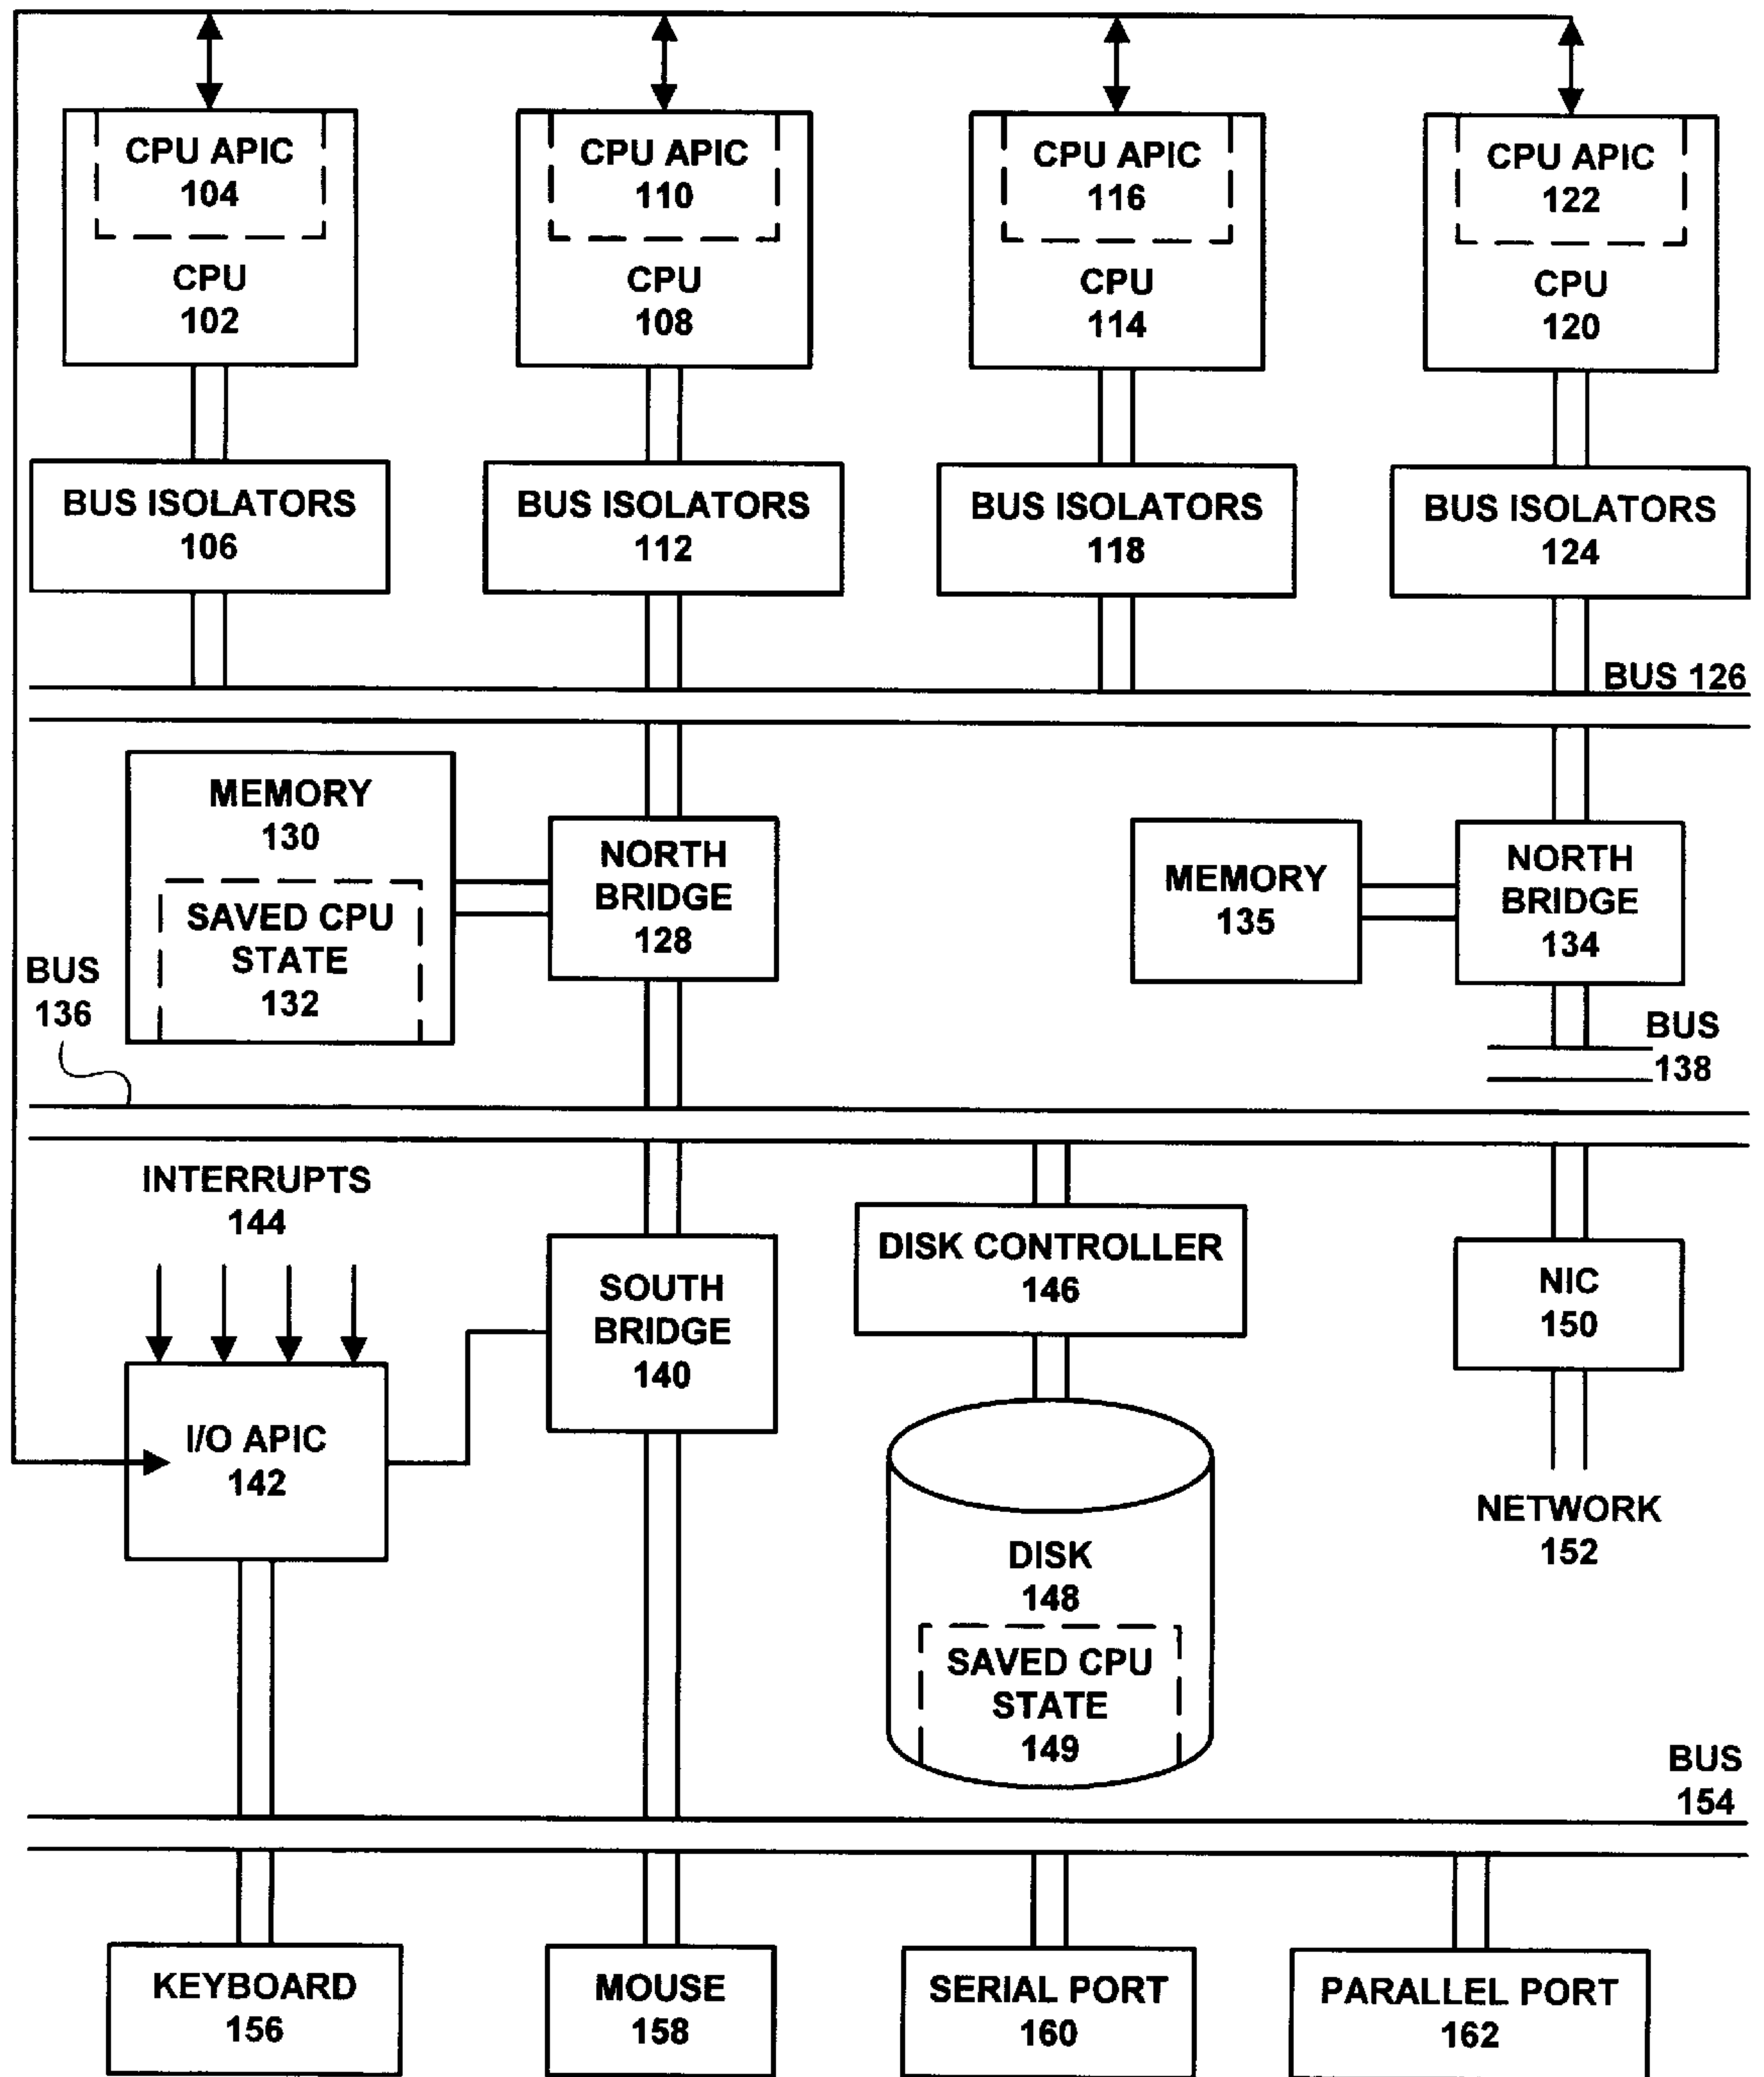 CPU APIC
104
CPU
102
CPU APIC
110
CPU
108
CPU APIC
116
CPU
114
CPU APIC
122
CPU
120
BUS ISOLATORS
106
BUS ISOLATORS
112
BUS ISOLATORS
118
BUS ISOLATORS
124
BUS 126
MEMORY
130
SAVED CPU
STATE
132
NORTH
BRIDGE
128
MEMORY
135
NORTH
BRIDGE
134
BUS
136
BUS
138
INTERRUPTS
144
I/O APIC
142
SOUTH
BRIDGE
140
DISK CONTROLLER
146
DISK
148
SAVED CPU
STATE
149
NIC
150
NETWORK
152
BUS
154
KEYBOARD
156
MOUSE
158
SERIAL PORT
160
PARALLEL PORT
162